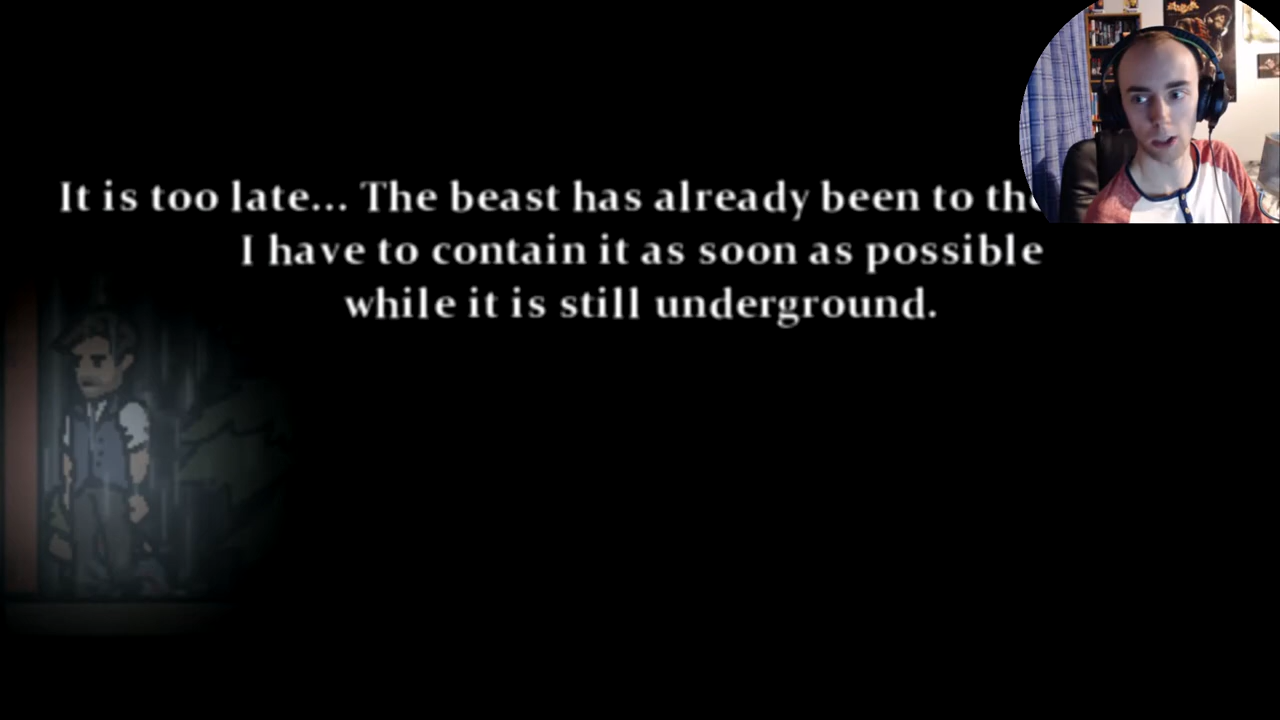 It is too late... The beast has already been to the
I have to contain it as soon as possible
while it is still underground.